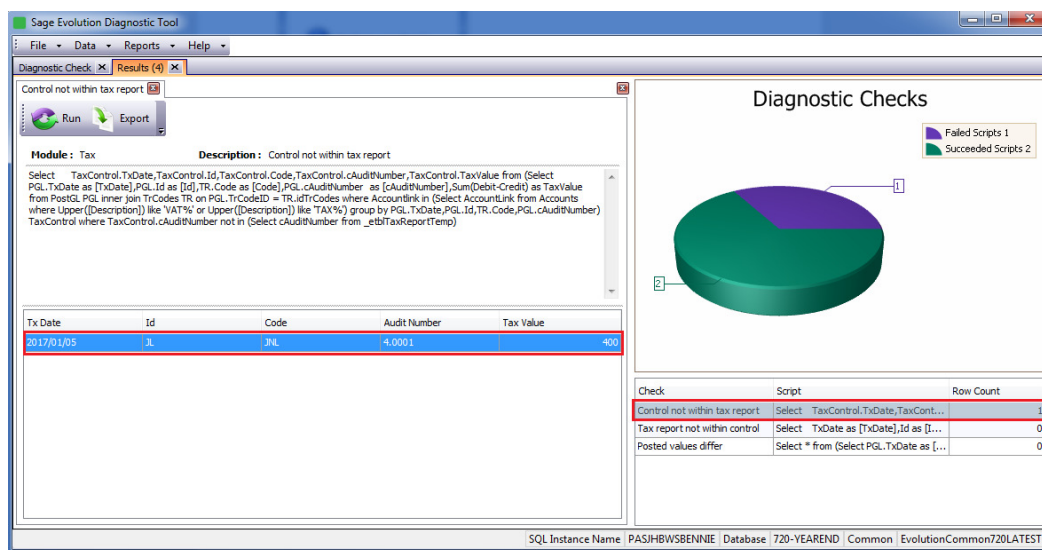 Sage Evolution Diagnostic Tool
File Data Reports Help
Diagnostic Check Results (4)
Control not within tax report
Run Export
Module : Tax Description : Control not within tax report
Select TaxControl.TxDate,TaxControl.Id,TaxControl.Code,TaxControl.cAuditNumber,TaxControl.TaxValue from (Select
PGL.TxDate as [TxDate],PGL.Id as [Id],TR.Code as [Code],PGL.cAuditNumber as [cAuditNumber],Sum(Debit-Credit) as TaxValue
from PostGL PGL inner join TrCodes TR on PGL.TrCodeID = TR.idTrCodes where Accountlink in (Select AccountLink from Accounts
where Upper([Description]) like 'VAT%' or Upper([Description]) like 'TAX%') group by PGL.TxDate,PGL.Id,TR.Code,PGL.cAuditNumber)
TaxControl where TaxControl.cAuditNumber not in (Select cAuditNumber from _etblTaxReportTemp)
Tx Date Id Code Audit Number Tax Value
2017/01/05 JL JNL 4.0001 400
Diagnostic Checks
Failed Scripts 1
Succeeded Scripts 2
1
2
Check Script Row Count
Control not within tax report Select TaxControl.TxDate,TaxCont... 1
Tax report not within control Select TxDate as [TxDate],Id as [I... 0
Posted values differ Select * from (Select PGL.TxDate as [... 0
SQL Instance Name PASJHBWSBENNIE Database 720-YEAREND Common EvolutionCommon720LATEST